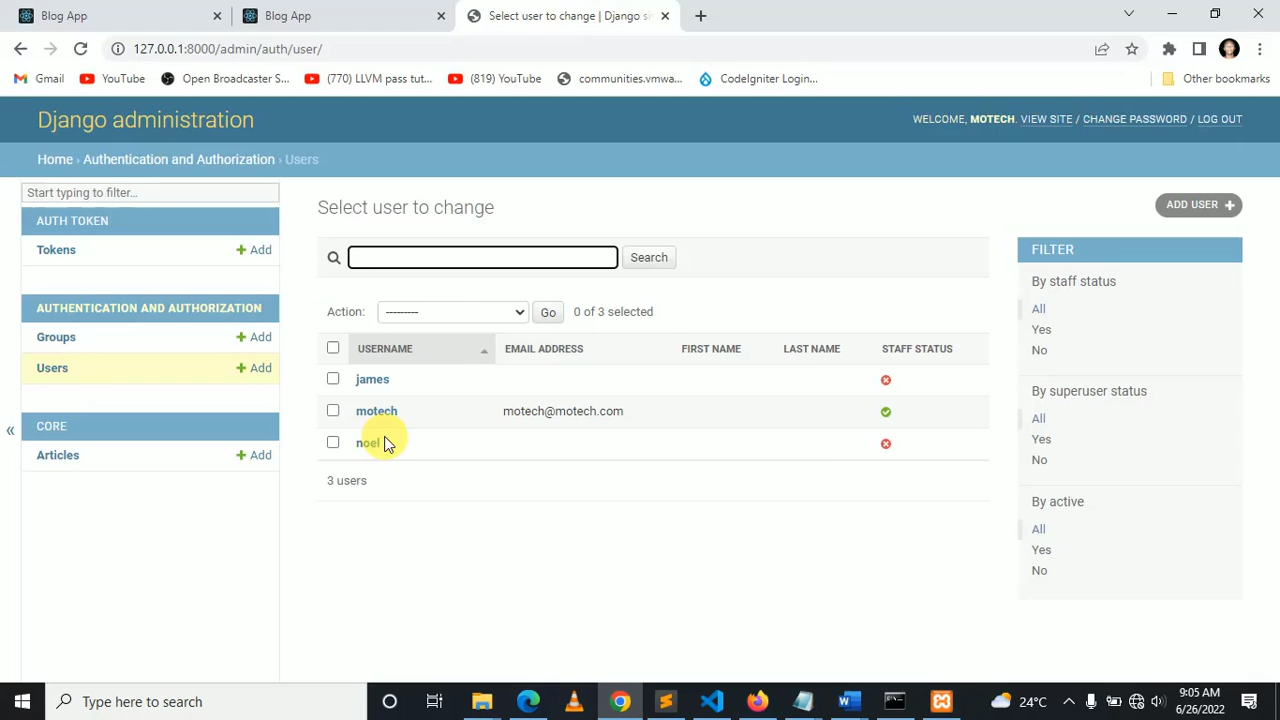 Blog App
Blog App
Select user to change | Django si
127.0.0.1:8000/admin/auth/user/
Gmail
YouTube
Open Broadcaster S...
(770) LLVM pass tut...
(819) YouTube
communities.vmwa...
CodeIgniter Login...
Other bookmarks
Django administration
WELCOME, MOTECH. VIEW SITE / CHANGE PASSWORD / LOG OUT
Home › Authentication and Authorization › Users
Start typing to filter...
AUTH TOKEN
Tokens
+ Add
AUTHENTICATION AND AUTHORIZATION
Groups
+ Add
Users
+ Add
CORE
Articles
+ Add
«
Select user to change
ADD USER +
Search
Action:
---------
Go
0 of 3 selected
USERNAME EMAIL ADDRESS FIRST NAME LAST NAME STAFF STATUS
james
motech motech@motech.com
noel
3 users
FILTER
By staff status
All
Yes
No
By superuser status
All
Yes
No
By active
All
Yes
No
Type here to search
24°C
9:05 AM
6/26/2022